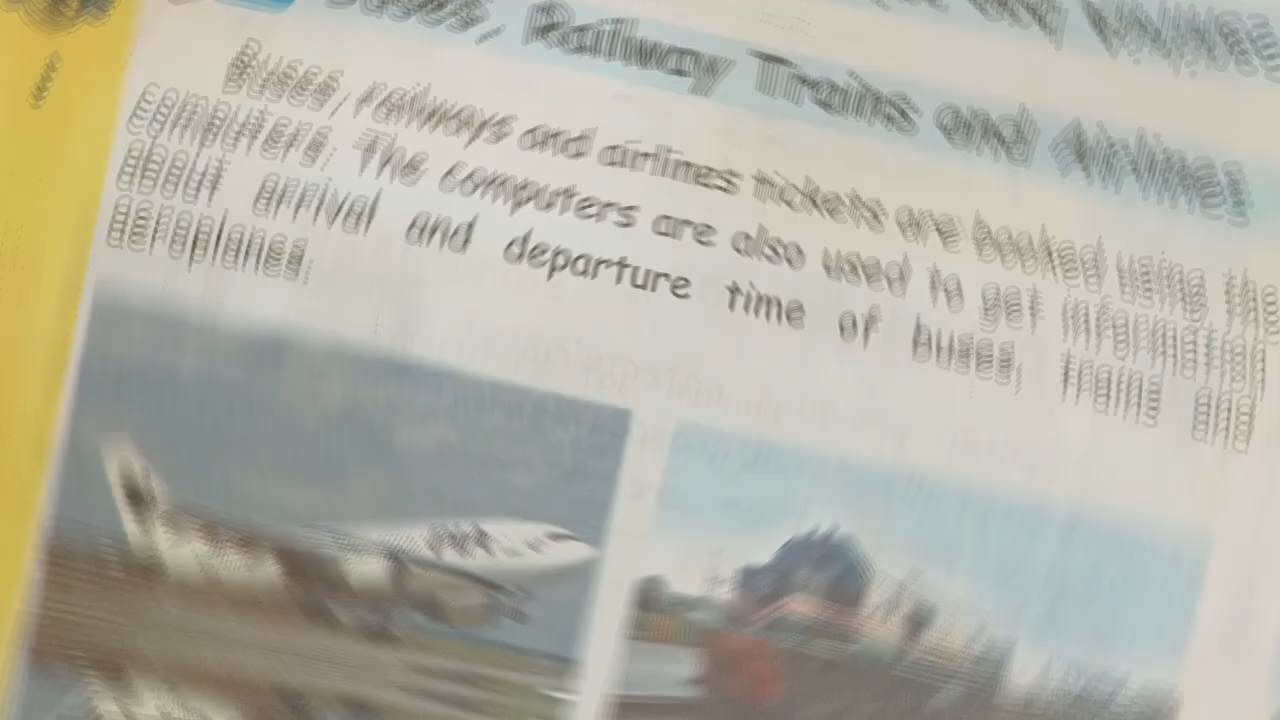 Buses, Railway Trains and Airlines
Buses, railways and airlines tickets are booked using the
computers. The computers are also used to get information
about arrival and departure time of buses, trains and
aeroplanes.